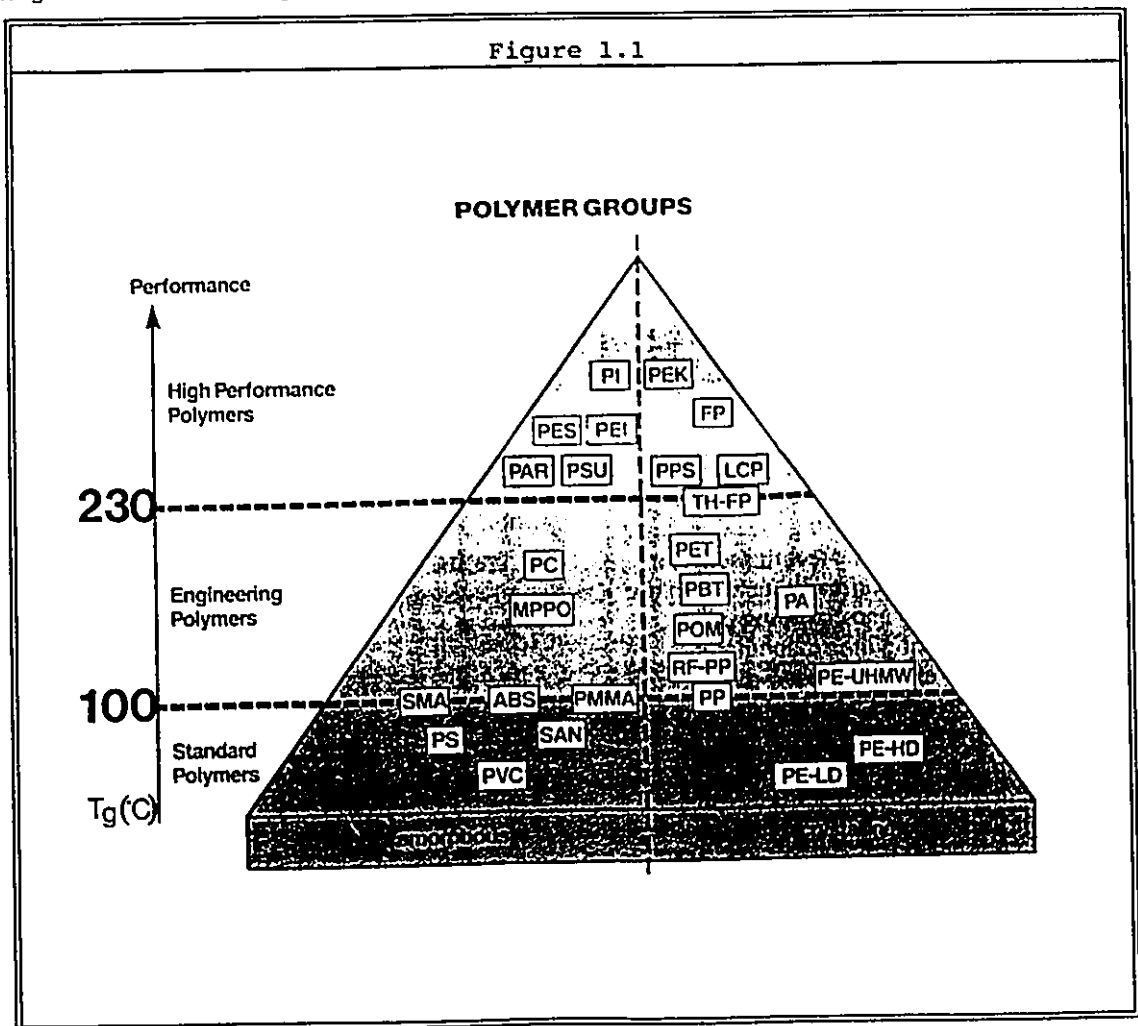 Figure 1.1
POLYMER GROUPS
Performance
High Performance
Polymers
PI
PEK
FP
PES
PEI
PAR
PSU
PPS
LCP
230
TH-FP
PET
PC
PBT
PA
Engineering
Polymers
MPPO
POM
RF-PP
PE-UHMW
100
SMA
ABS
PMMA
PP
PS
SAN
Standard
Polymers
PE-HD
PVC
PE-LD
Tg(°C)